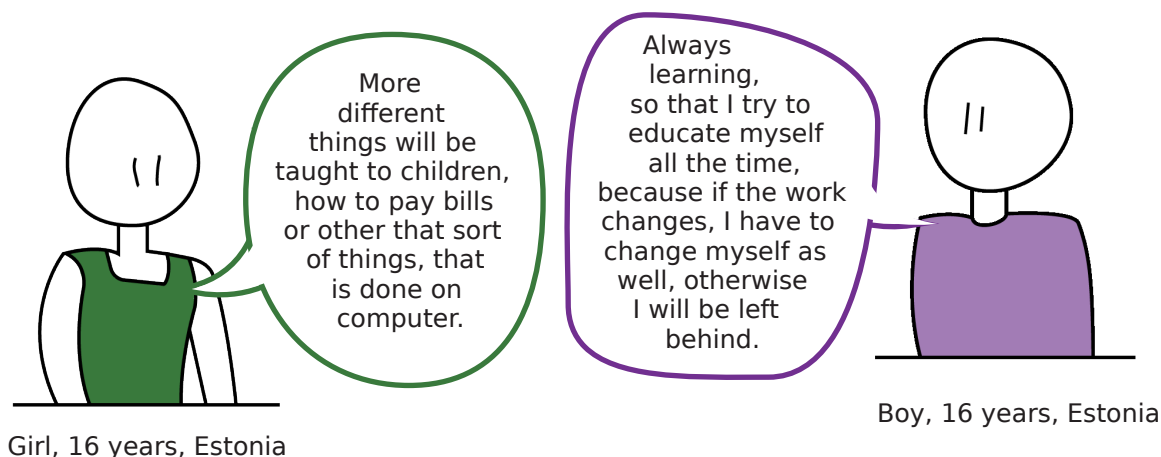 More
different
things will be
taught to children,
how to pay bills
or other that sort
of things, that
is done on
computer.
Girl, 16 years, Estonia
Always
learning,
so that I try to
educate myself
all the time,
because if the work
changes, I have to
change myself as
well, otherwise
I will be left
behind.
Boy, 16 years, Estonia